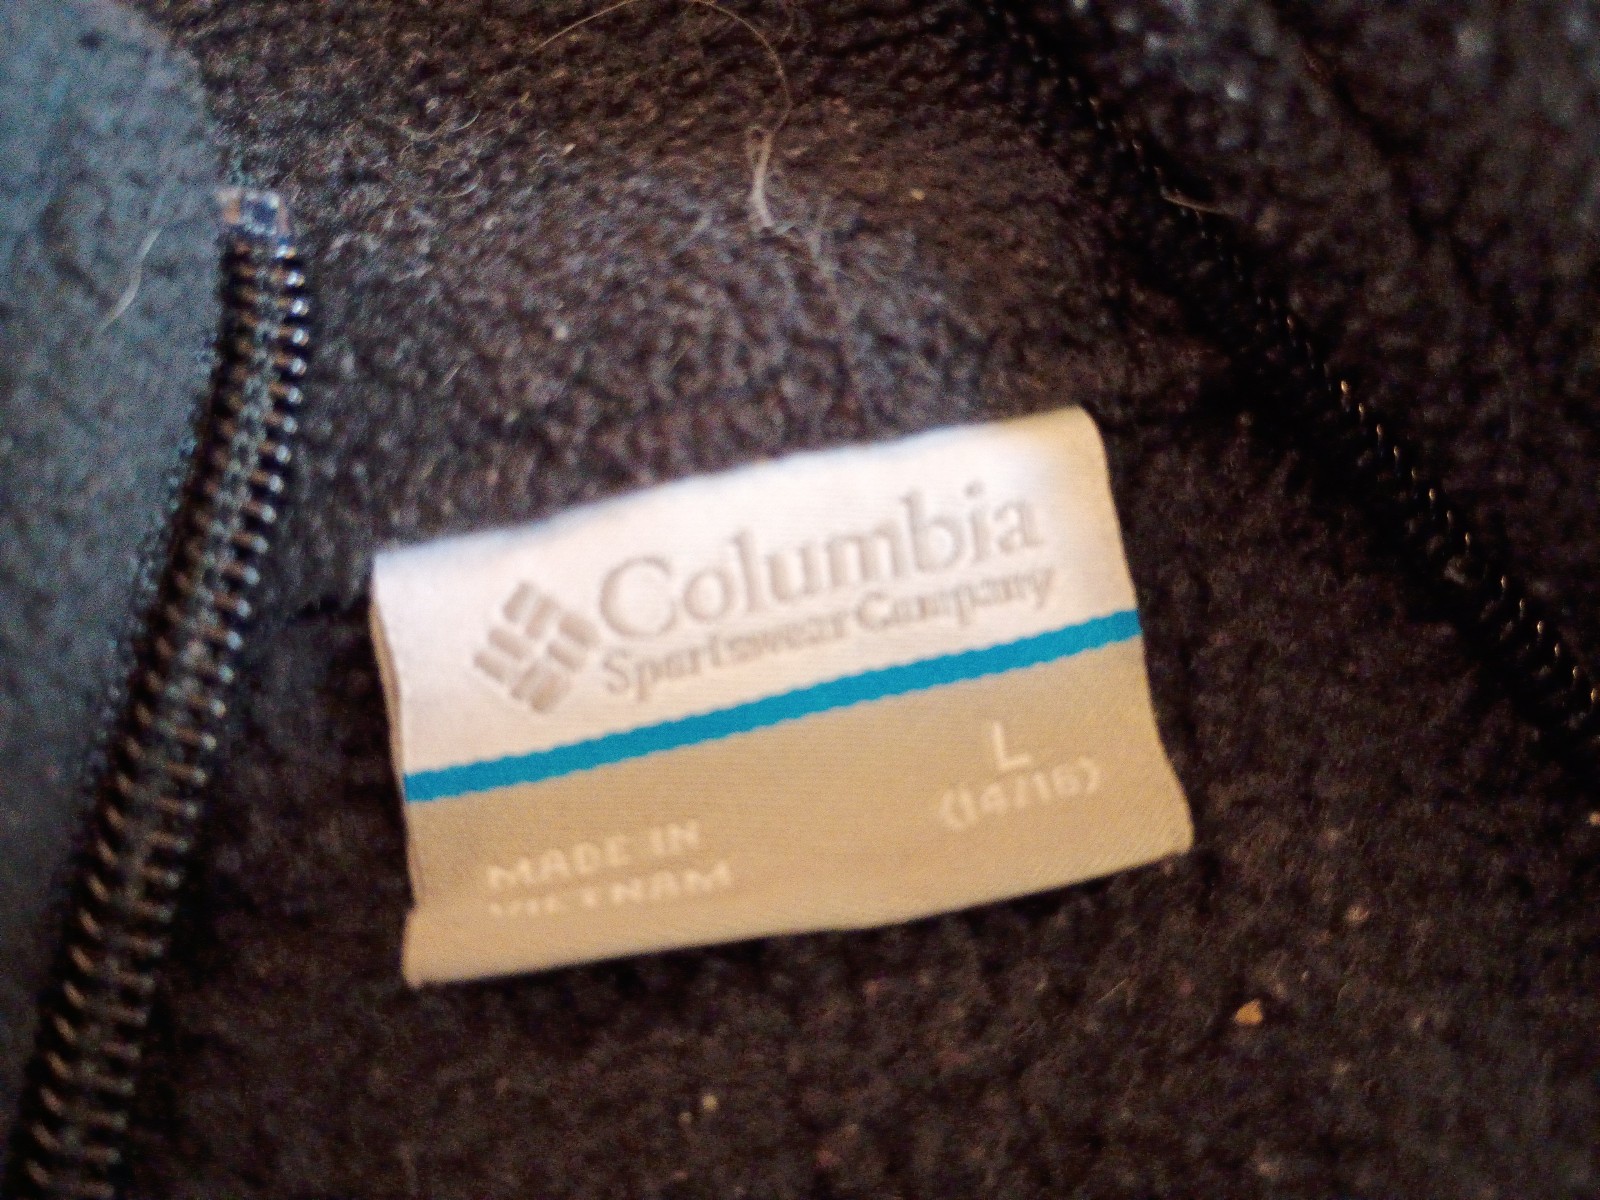 Columbia
Sportswear Company
L
(14/16)
MADE IN
VIETNAM